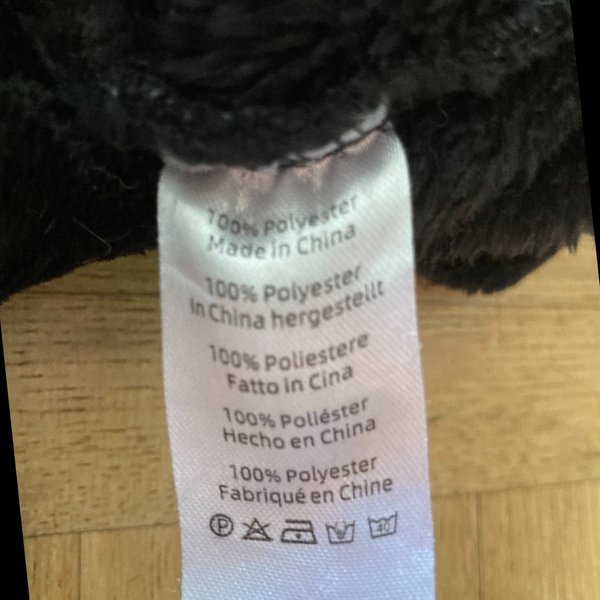 100% Polyester
Made in China
100% Polyester
In China hergestellt
100% Poliestere
Fatto in Cina
100% Poliéster
Hecho en China
100% Polyester
Fabriqué en Chine
P 40